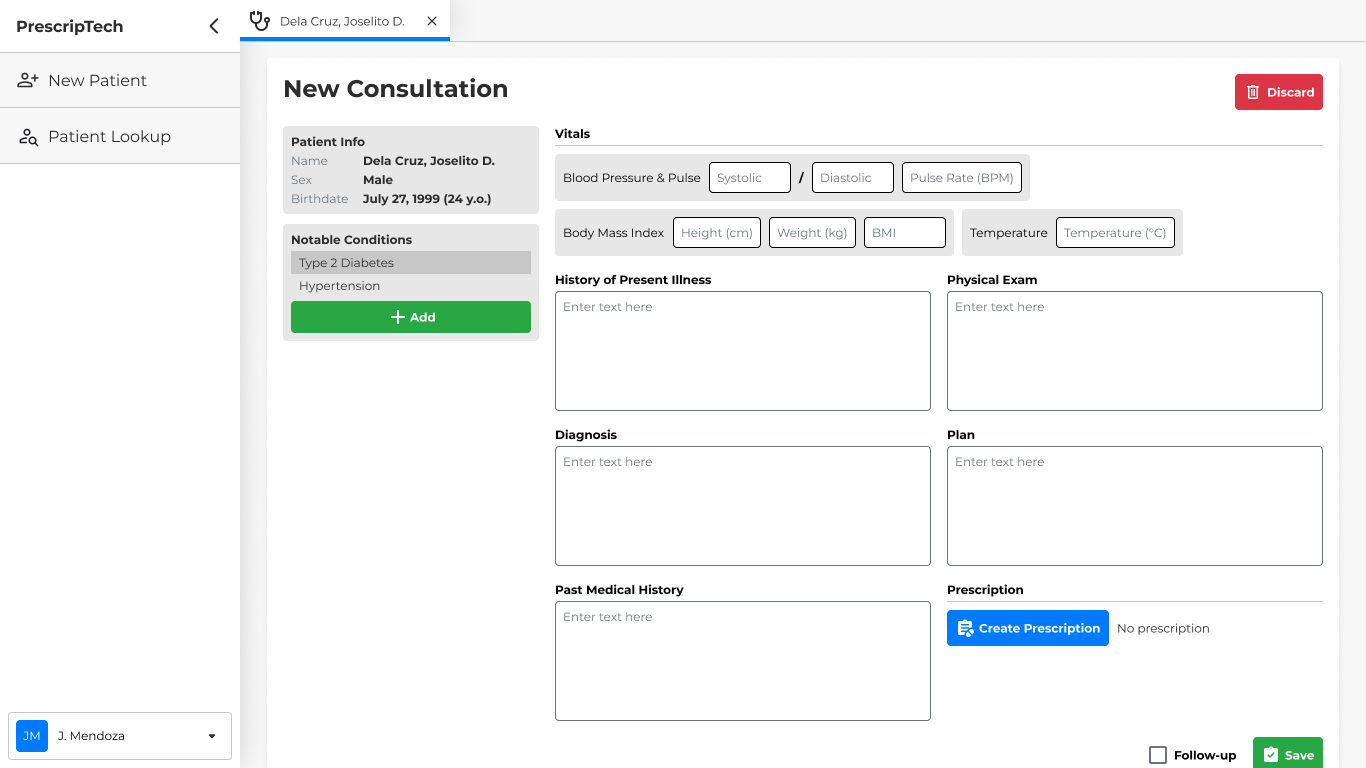 PrescripTech
Dela Cruz, Joselito D.
New Patient
Patient Lookup
New Consultation
Discard
Patient Info
Name Dela Cruz, Joselito D.
Sex Male
Birthdate July 27, 1999 (24 y.o.)
Notable Conditions
Type 2 Diabetes
Hypertension
Add
Vitals
Blood Pressure & Pulse Systolic / Diastolic Pulse Rate (BPM)
Body Mass Index Height (cm) Weight (kg) BMI Temperature Temperature (°C)
History of Present Illness
Enter text here
Physical Exam
Enter text here
Diagnosis
Enter text here
Plan
Enter text here
Past Medical History
Enter text here
Prescription
Create Prescription No prescription
JM J. Mendoza
Follow-up Save